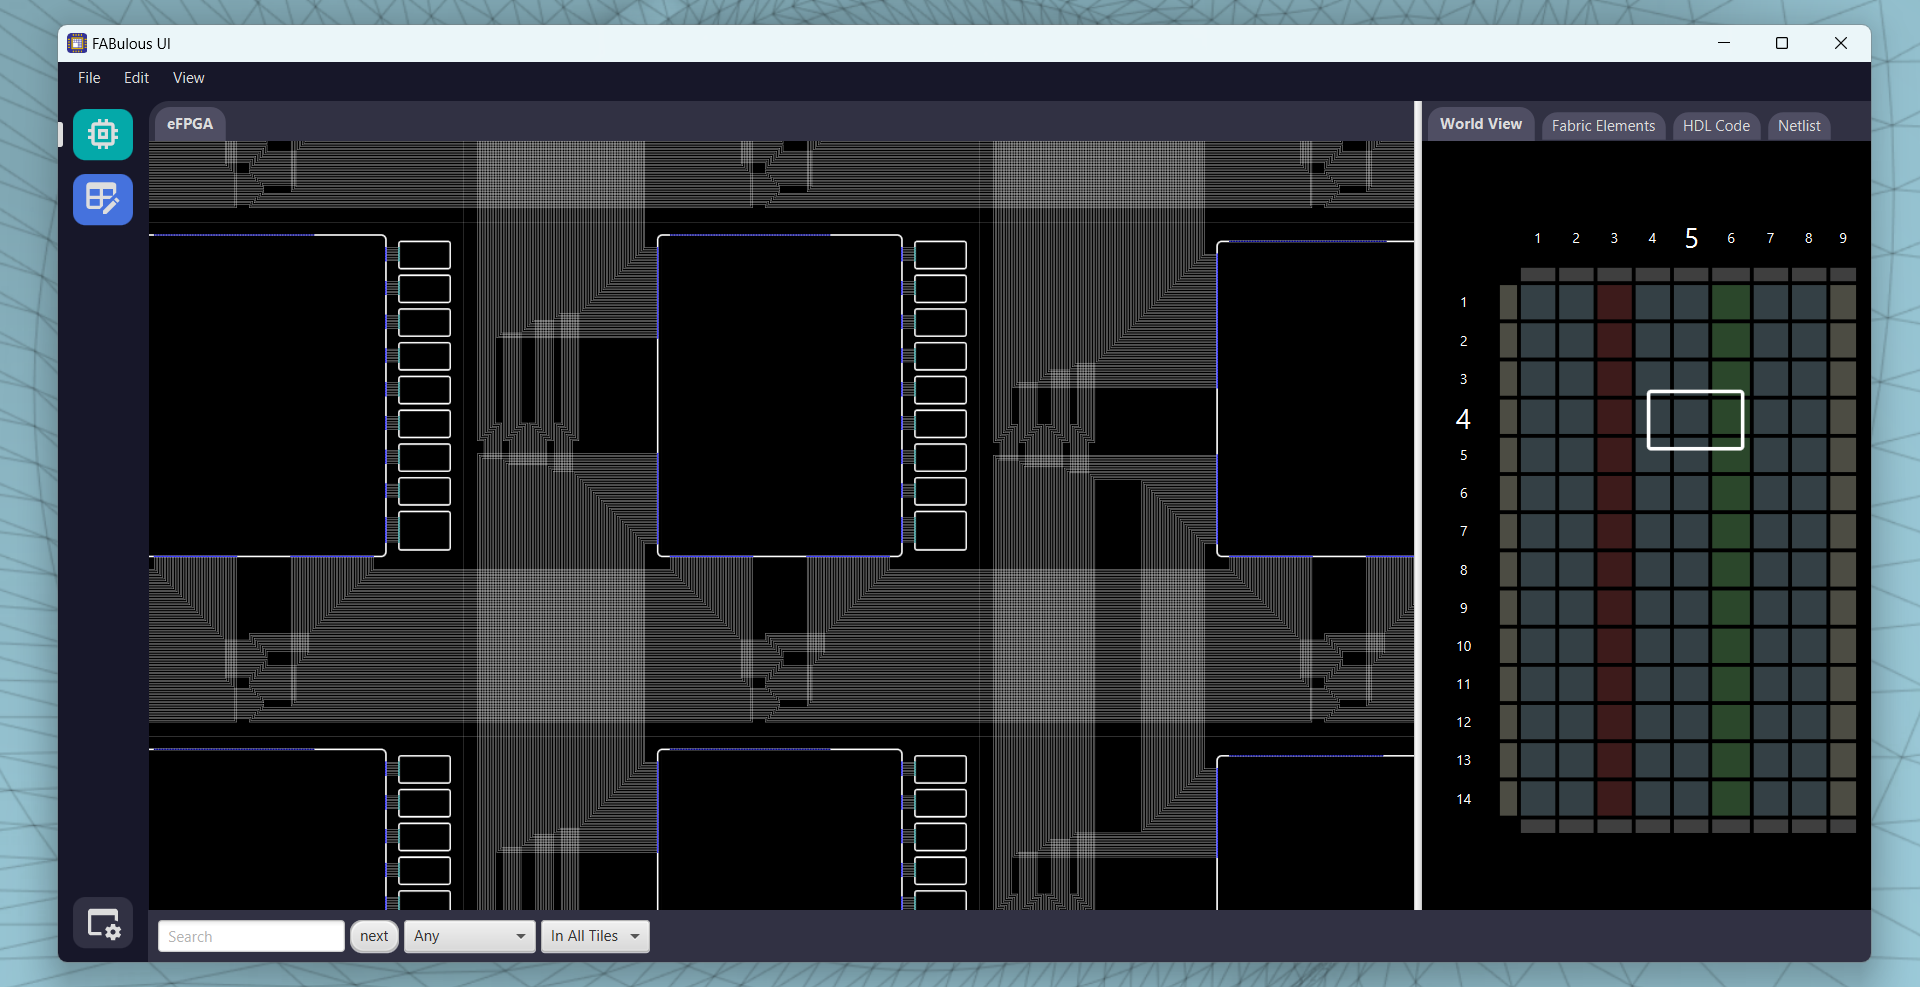 FABulous UI
File Edit View
eFPGA
World View Fabric Elements HDL Code Netlist
1 2 3 4 5 6 7 8 9
1
2
3
4
5
6
7
8
9
10
11
12
13
14
Search next Any In All Tiles